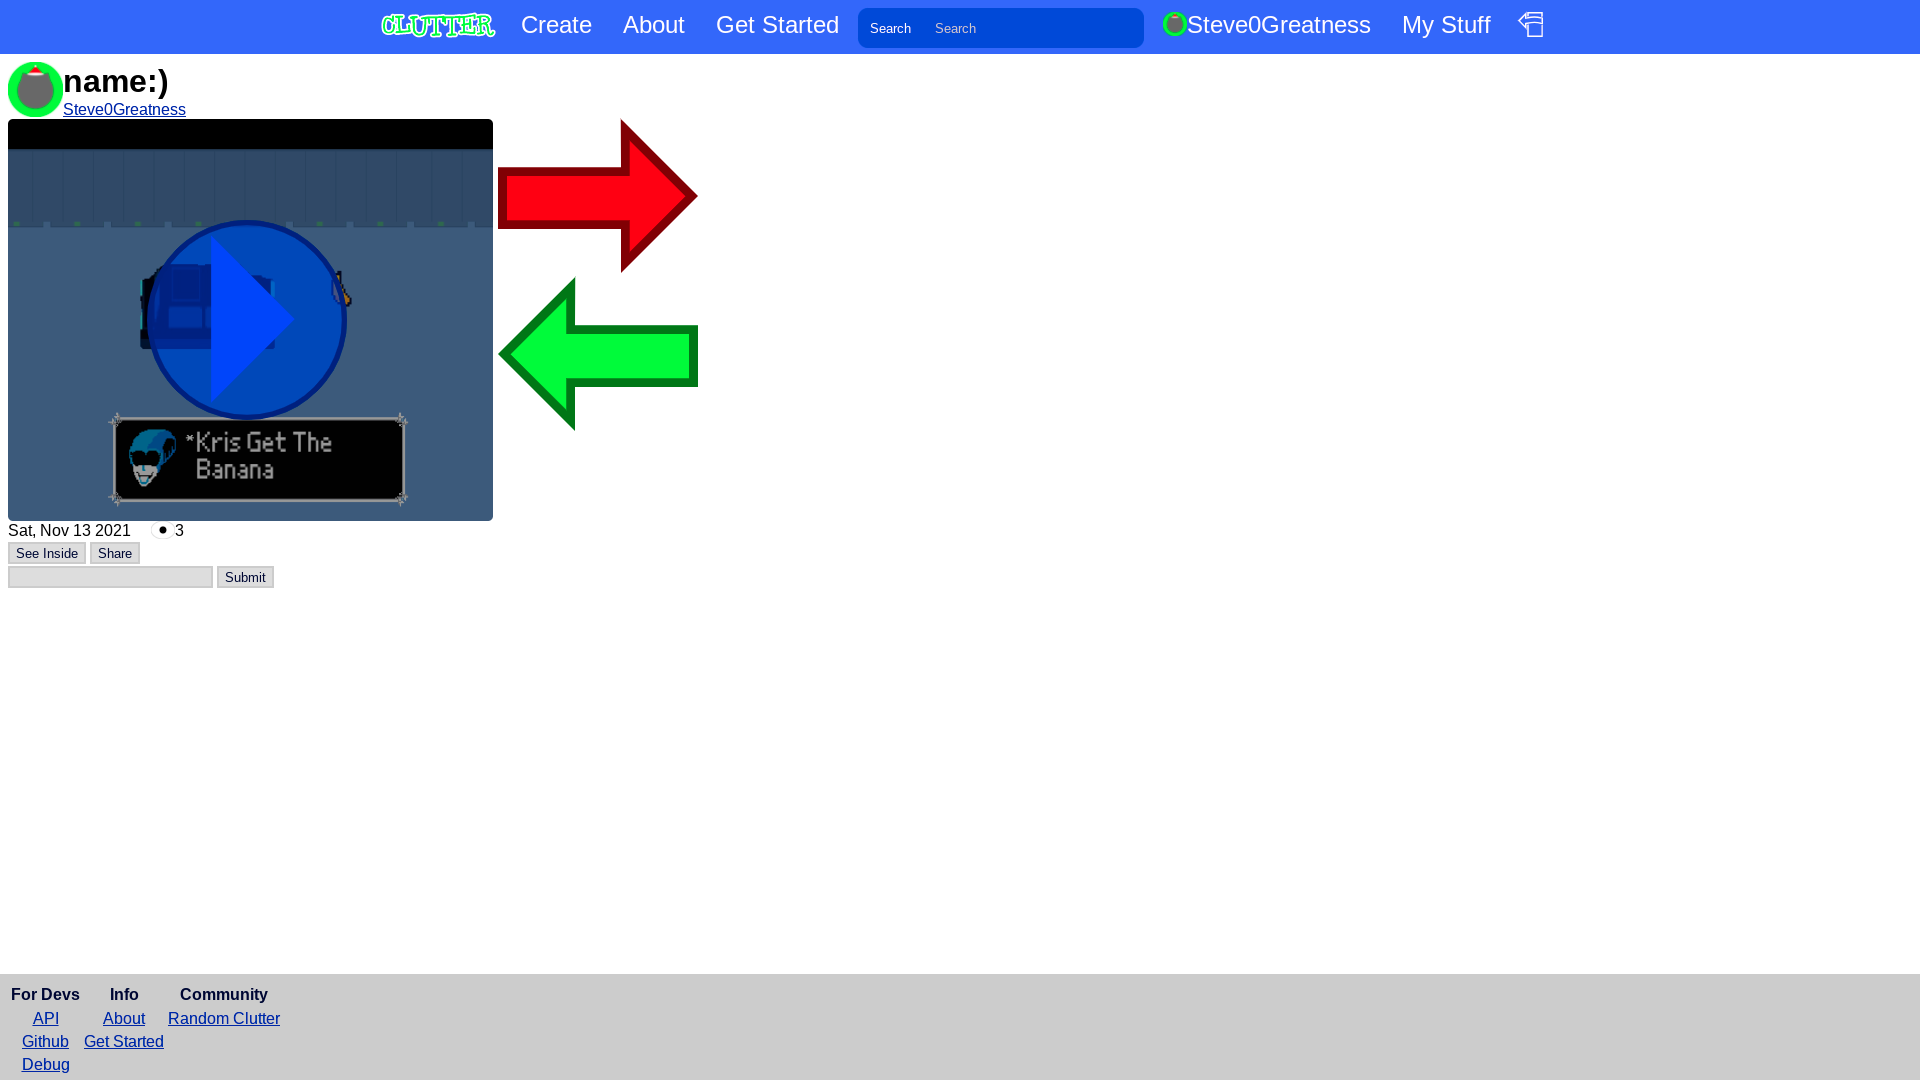 CLUTTER Create About Get Started Search Search Steve0Greatness My Stuff
name:)
Steve0Greatness
*Kris Get The
Banana
Sat, Nov 13 2021 3
See Inside Share
Submit
For Devs Info Community
API About Random Clutter
Github Get Started
Debug